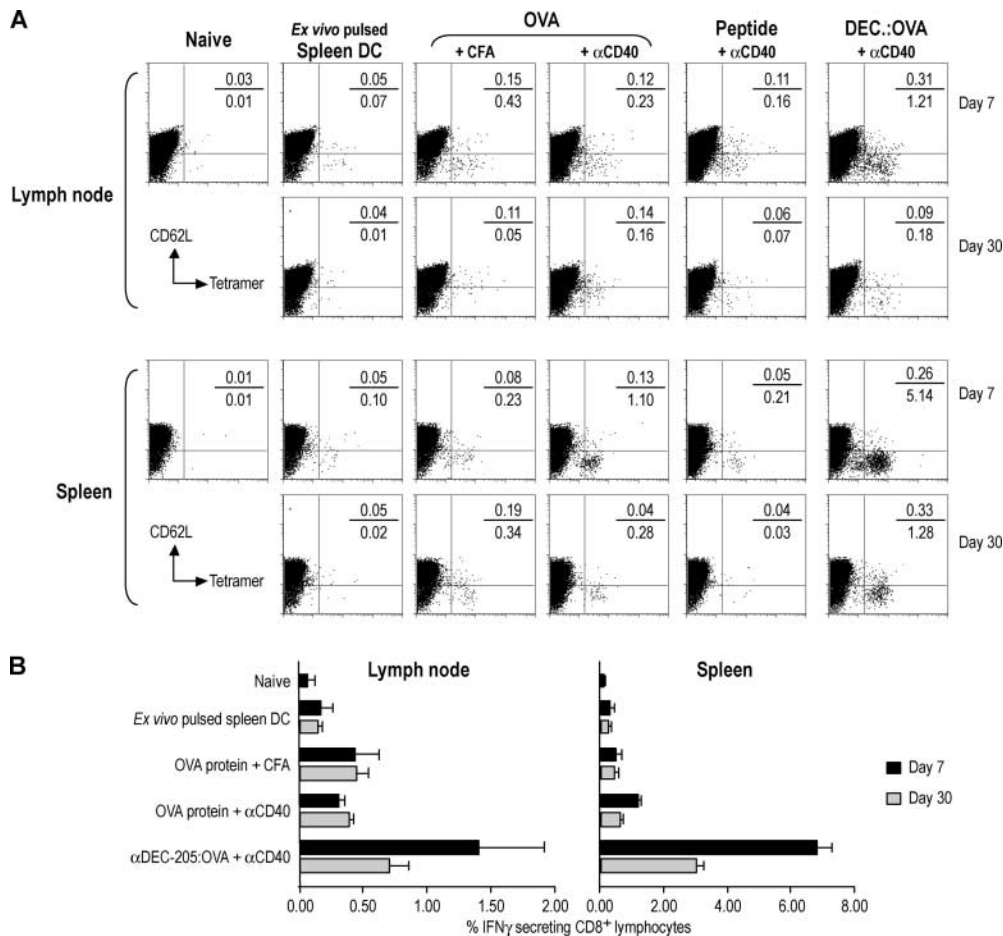 A
Naive
Ex vivo pulsed
Spleen DC
OVA
+ CFA
+ αCD40
Peptide
+ αCD40
DEC.:OVA
+ αCD40
Lymph node
0.03
0.01
0.05
0.07
0.15
0.43
0.12
0.23
0.11
0.16
0.31
1.21
Day 7
CD62L
Tetramer
0.04
0.01
0.11
0.05
0.14
0.16
0.06
0.07
0.09
0.18
Day 30
Spleen
0.01
0.01
0.05
0.10
0.08
0.23
0.13
1.10
0.05
0.21
0.26
5.14
Day 7
CD62L
Tetramer
0.05
0.02
0.19
0.34
0.04
0.28
0.04
0.03
0.33
1.28
Day 30
B
Lymph node
Spleen
Naive
Ex vivo pulsed spleen DC
OVA protein + CFA
OVA protein + αCD40
αDEC-205:OVA + αCD40
Day 7
Day 30
0.00 0.50 1.00 1.50 2.00
0.00 2.00 4.00 6.00 8.00
% IFNγ secreting CD8+ lymphocytes